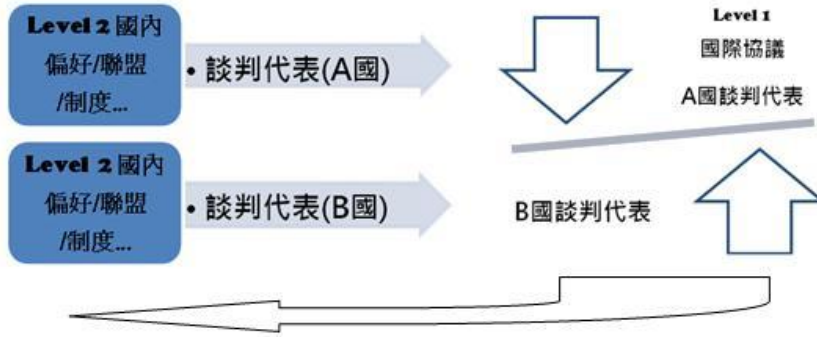 Level 2 國內
偏好/聯盟
/制度...
• 談判代表(A國)
Level 1
國際協議
A國談判代表
Level 2 國內
偏好/聯盟
/制度...
• 談判代表(B國)
B國談判代表